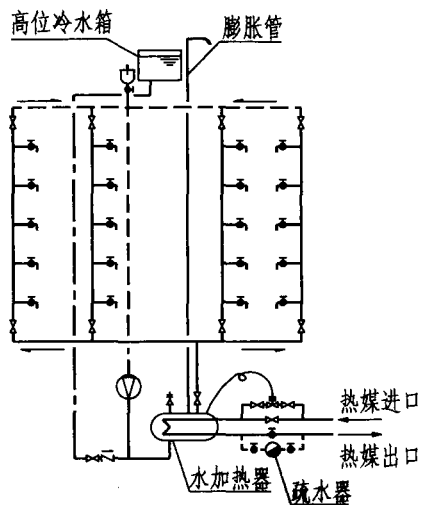 高位冷水箱
膨胀管
热媒进口
热媒出口
水加热器
疏水器